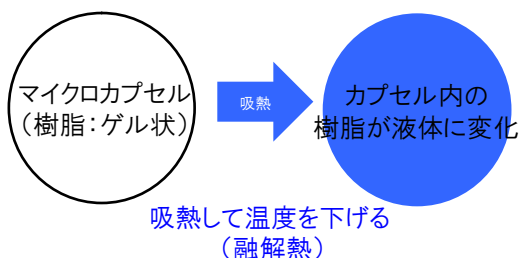 マイクロカプセル
（樹脂：ゲル状）
吸熱
カプセル内の
樹脂が液体に変化
吸熱して温度を下げる
（融解熱）